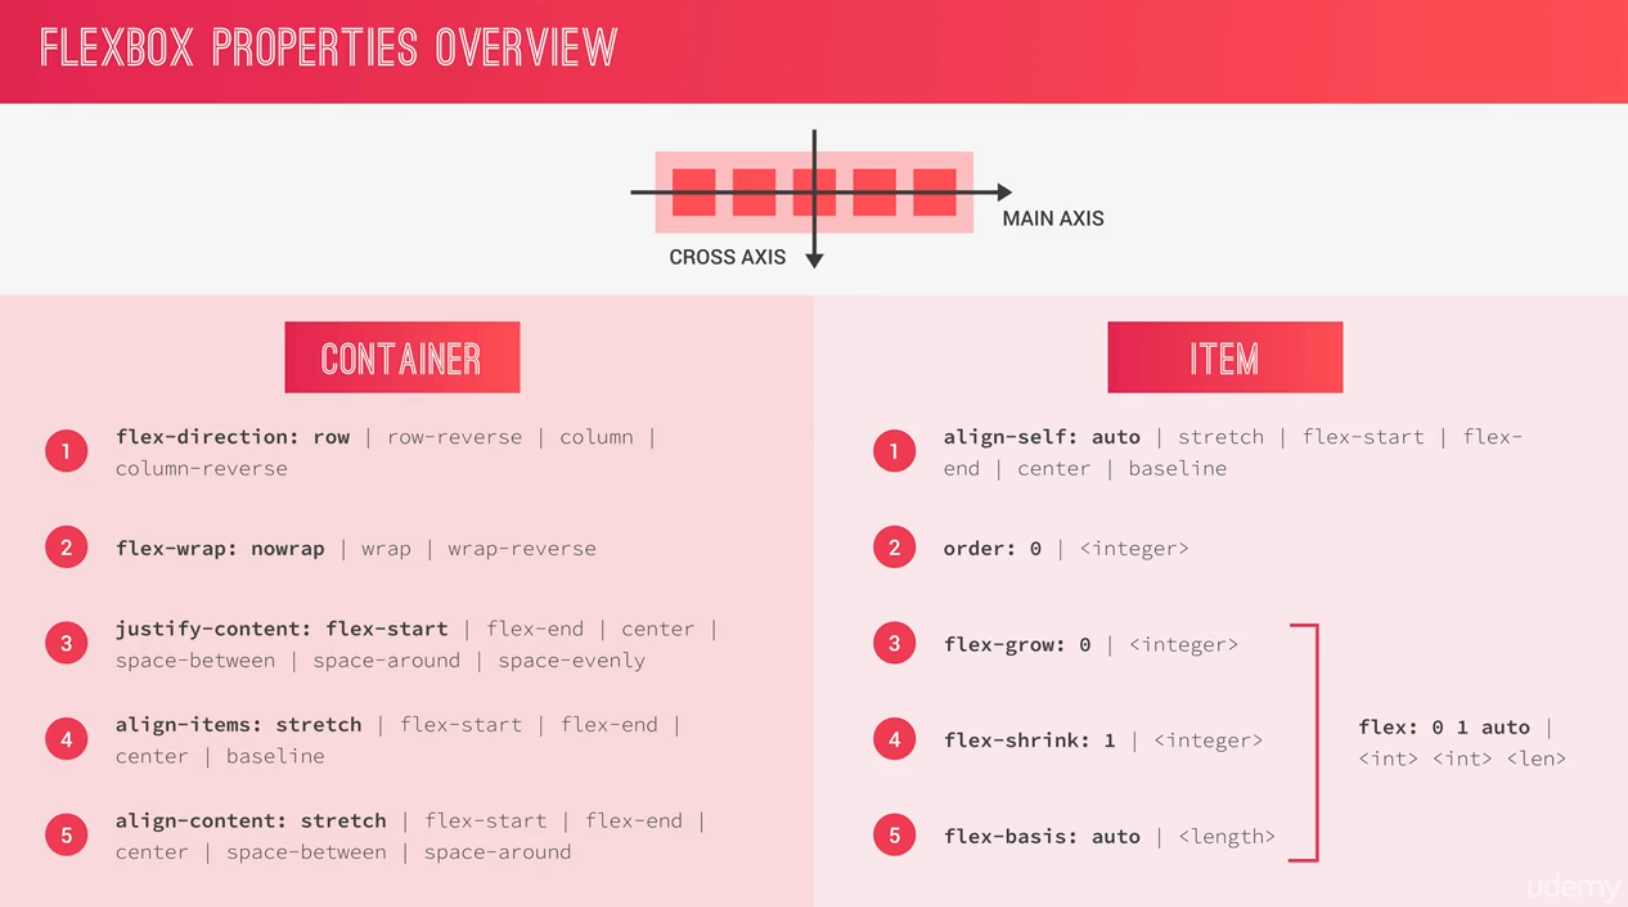 FLEXBOX PROPERTIES OVERVIEW
MAIN AXIS
CROSS AXIS
CONTAINER
1
flex-direction: row | row-reverse | column |
column-reverse
2
flex-wrap: nowrap | wrap | wrap-reverse
3
justify-content: flex-start | flex-end | center |
space-between | space-around | space-evenly
4
align-items: stretch | flex-start | flex-end |
center | baseline
5
align-content: stretch | flex-start | flex-end |
center | space-between | space-around
ITEM
1
align-self: auto | stretch | flex-start | flex-
end | center | baseline
2
order: 0 | <integer>
3
flex-grow: 0 | <integer>
4
flex-shrink: 1 | <integer>
5
flex-basis: auto | <length>
flex: 0 1 auto |
<int> <int> <len>
udemy